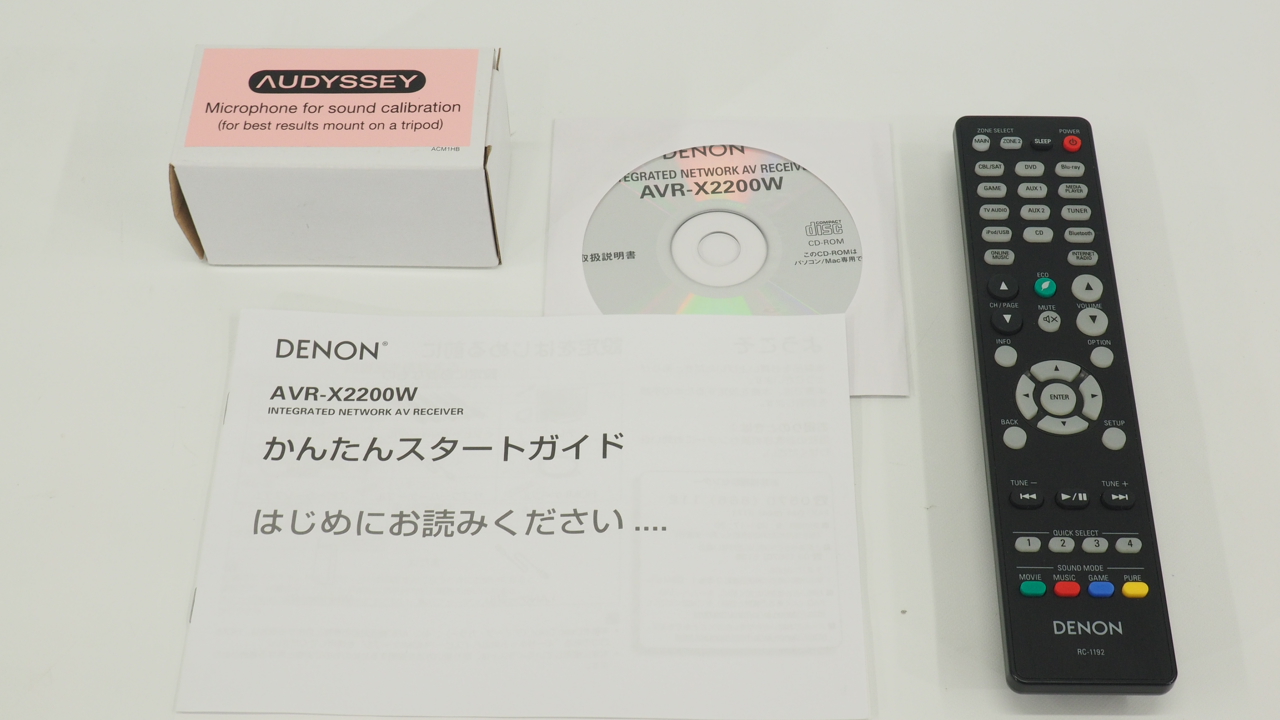 AUDYSSEY
Microphone for sound calibration
(for best results mount on a tripod)
ACM1HB
DENON
INTEGRATED NETWORK AV RECEIV
AVR-X2200W
COMPACT
disc
CD-ROM
取扱説明書
このCD-ROMは
パソコン/Mac専用で
DENON
AVR-X2200W
INTEGRATED NETWORK AV RECEIVER
かんたんスタートガイド
はじめにお読みください ....
ZONE SELECT
POWER
MAIN ZONE2 SLEEP
CBL/SAT DVD Blu-ray
GAME AUX 1 MEDIA PLAYER
TV AUDIO AUX 2 TUNER
iPod/USB CD Bluetooth
ONLINE MUSIC INTERNET RADIO
ECO
CH/PAGE MUTE VOLUME
INFO OPTION
ENTER
BACK SETUP
TUNE – TUNE +
QUICK SELECT
1 2 3 4
SOUND MODE
MOVIE MUSIC GAME PURE
DENON
RC-1192